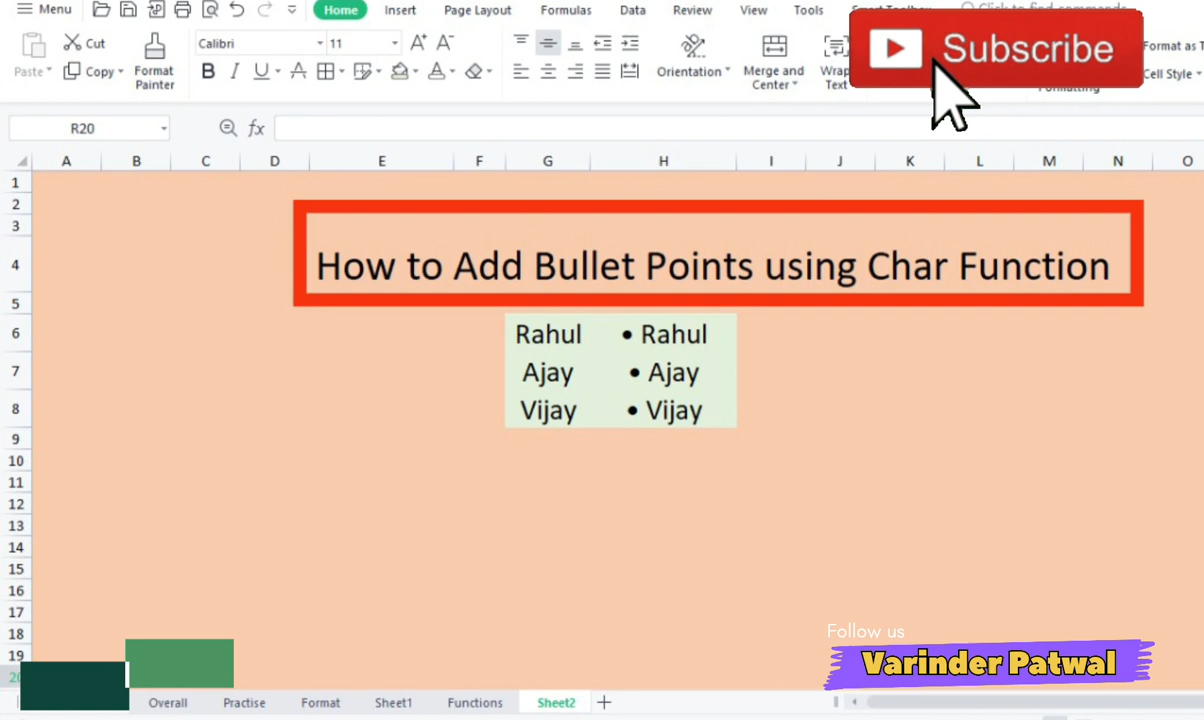 Menu Home Insert Page Layout Formulas Data Review View Tools
Cut Calibri 11 Format as T
Paste Copy Format Painter B I U Orientation Merge and Center Wrap Text Cell Style
Subscribe
R20 fx
A B C D E F G H I J K L M N O
1
2
3
4 How to Add Bullet Points using Char Function
5
6 Rahul • Rahul
7 Ajay • Ajay
8 Vijay • Vijay
9
10
11
12
13
14
15
16
17
18
19
Follow us
Varinder Patwal
Overall Practise Format Sheet1 Functions Sheet2 +